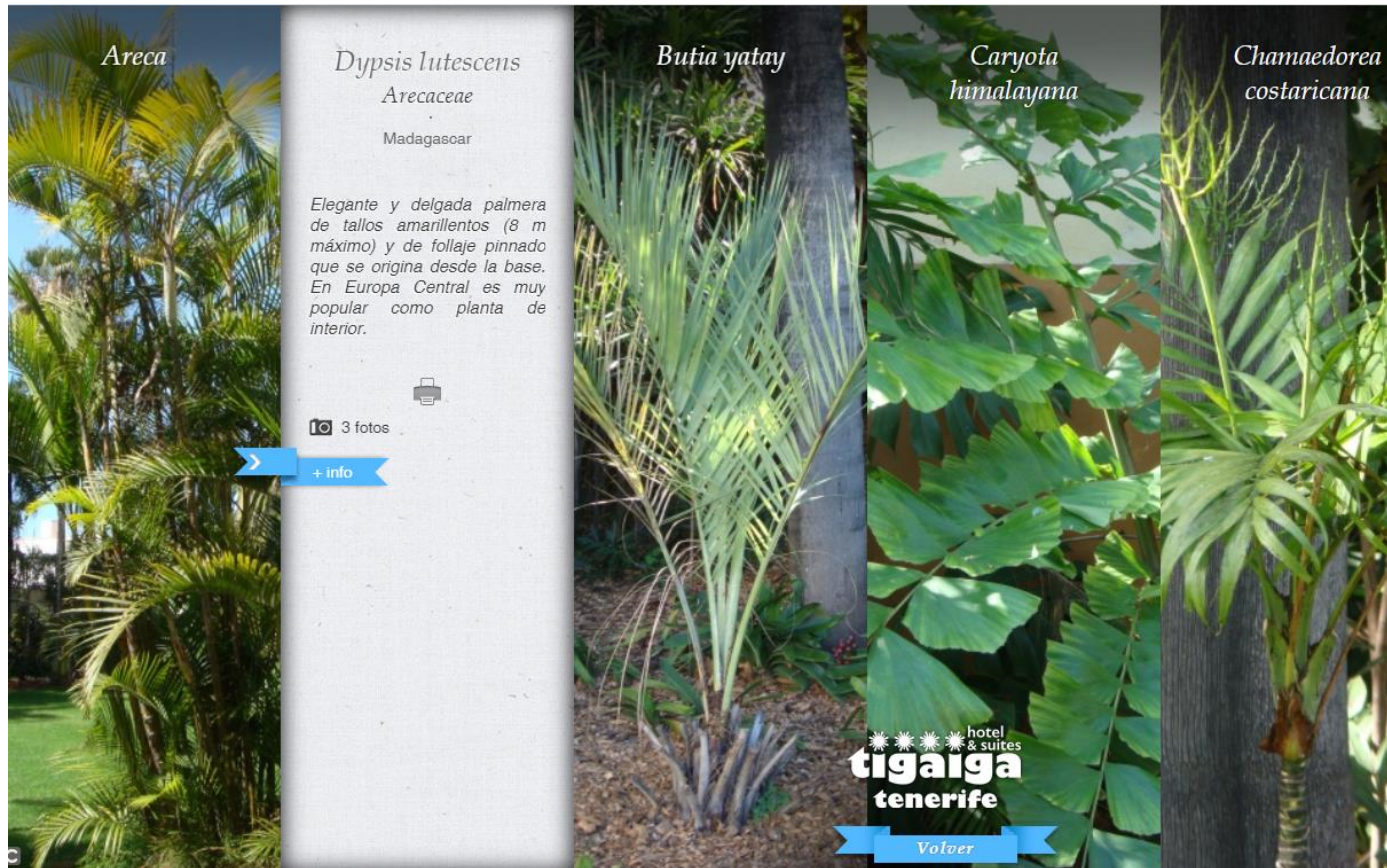 Areca
Dypsis lutescens
Arecaceae
Madagascar
Elegante y delgada palmera
de tallos amarillentos (8 m
máximo) y de follaje pinnado
que se origina desde la base.
En Europa Central es muy
popular como planta de
interior.
3 fotos
+ info
Butia yatay
Caryota
himalayana
Chamaedorea
costaricana
hotel
& suites
tigaiga
tenerife
Volver
C